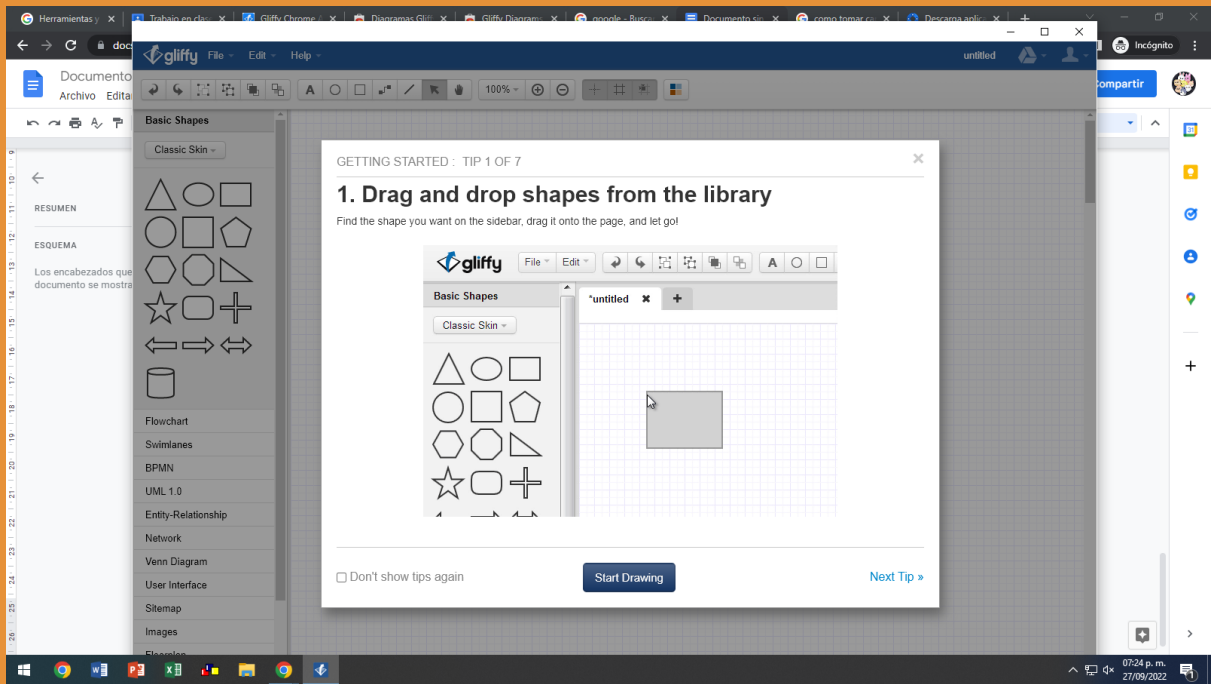 Herramientas y
Trabajo en clase
Gliffy Chrome
Diagramas Gliff
Gliffy Diagrams
google - Buscar
Documento sin
como tomar ca
Descarga aplic
Incógnito
Documento
Archivo Edita
Compartir
gliffy File Edit Help untitled
100%
Basic Shapes
Classic Skin
Flowchart
Swimlanes
BPMN
UML 1.0
Entity-Relationship
Network
Venn Diagram
User Interface
Sitemap
Images
Floorplan
RESUMEN
ESQUEMA
Los encabezados que
documento se mostra
GETTING STARTED : TIP 1 OF 7
1. Drag and drop shapes from the library
Find the shape you want on the sidebar, drag it onto the page, and let go!
gliffy File Edit
A
Basic Shapes
*untitled
Classic Skin
Don't show tips again
Start Drawing
Next Tip »
07:24 p. m.
27/09/2022